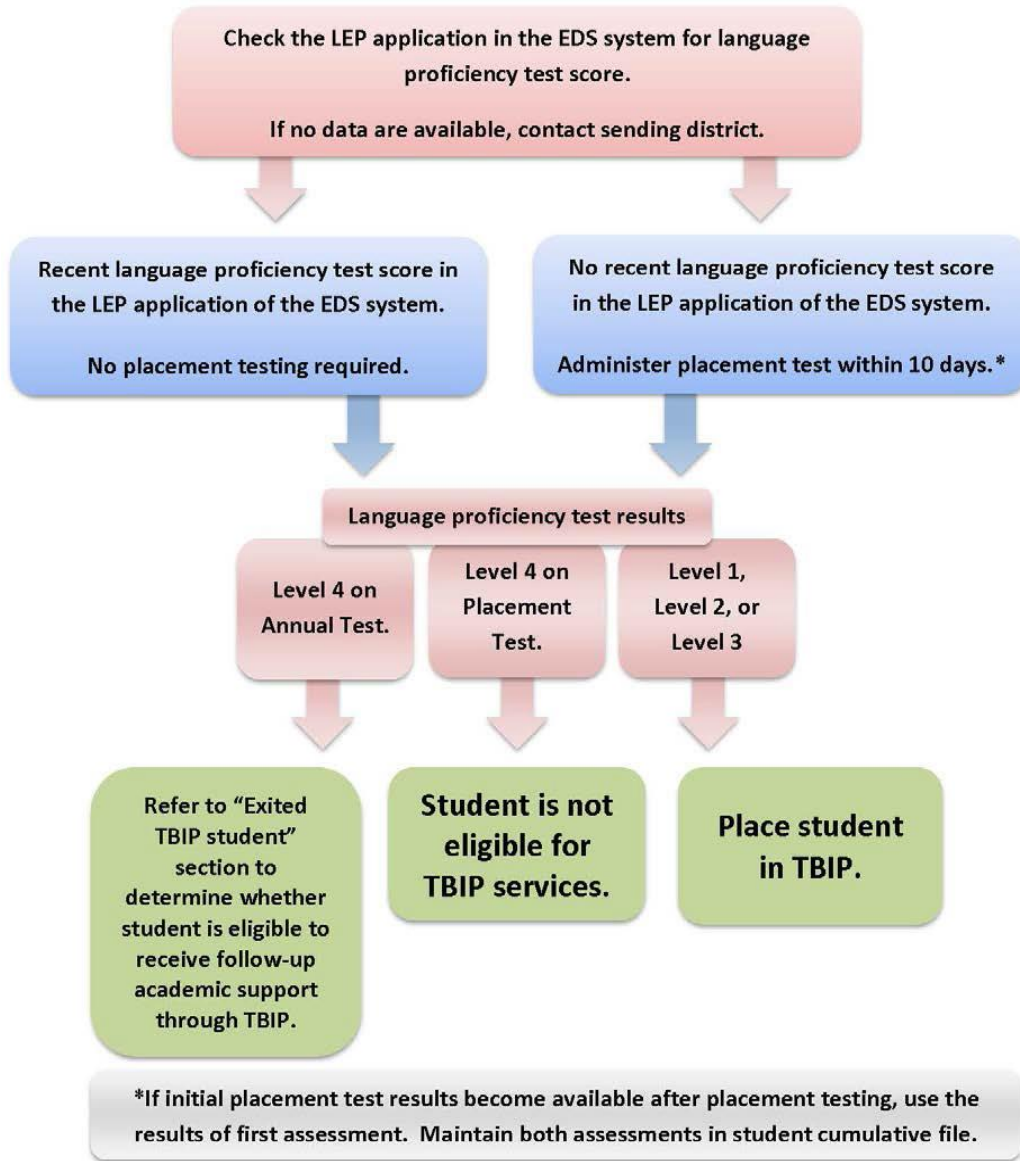 Check the LEP application in the EDS system for language
proficiency test score.
If no data are available, contact sending district.
Recent language proficiency test score in
the LEP application of the EDS system.
No placement testing required.
No recent language proficiency test score
in the LEP application of the EDS system.
Administer placement test within 10 days.*
Language proficiency test results
Level 4 on
Annual Test.
Level 4 on
Placement
Test.
Level 1,
Level 2, or
Level 3
Refer to “Exited
TBIP student”
section to
determine whether
student is eligible to
receive follow-up
academic support
through TBIP.
Student is not
eligible for
TBIP services.
Place student
in TBIP.
*If initial placement test results become available after placement testing, use the
results of first assessment.  Maintain both assessments in student cumulative file.